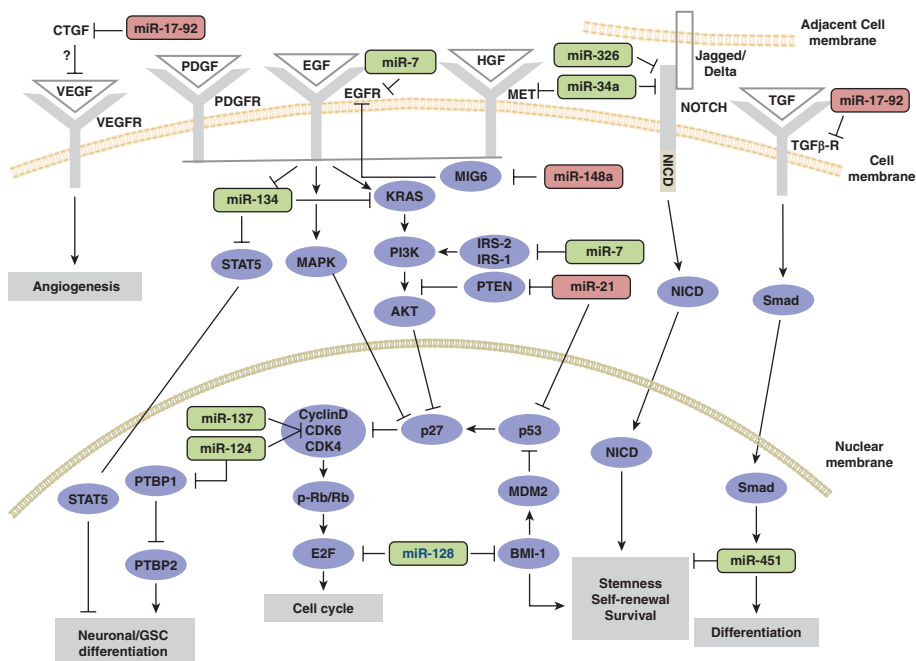 CTGF
miR-17-92
?
VEGF
VEGFR
PDGF
PDGFR
EGF
miR-7
EGFR
HGF
MET
miR-326
miR-34a
Jagged/
Delta
NOTCH
NICD
Adjacent Cell
membrane
TGF
miR-17-92
TGFβ-R
Cell
membrane
miR-134
KRAS
MIG6
miR-148a
STAT5
MAPK
PI3K
IRS-2
IRS-1
miR-7
Angiogenesis
AKT
PTEN
miR-21
NICD
Smad
miR-137
miR-124
CyclinD
CDK6
CDK4
p27
p53
NICD
Nuclear
membrane
PTBP1
STAT5
p-Rb/Rb
MDM2
Smad
PTBP2
E2F
miR-128
BMI-1
miR-451
Cell cycle
Stemness
Self-renewal
Survival
Neuronal/GSC
differentiation
Differentiation